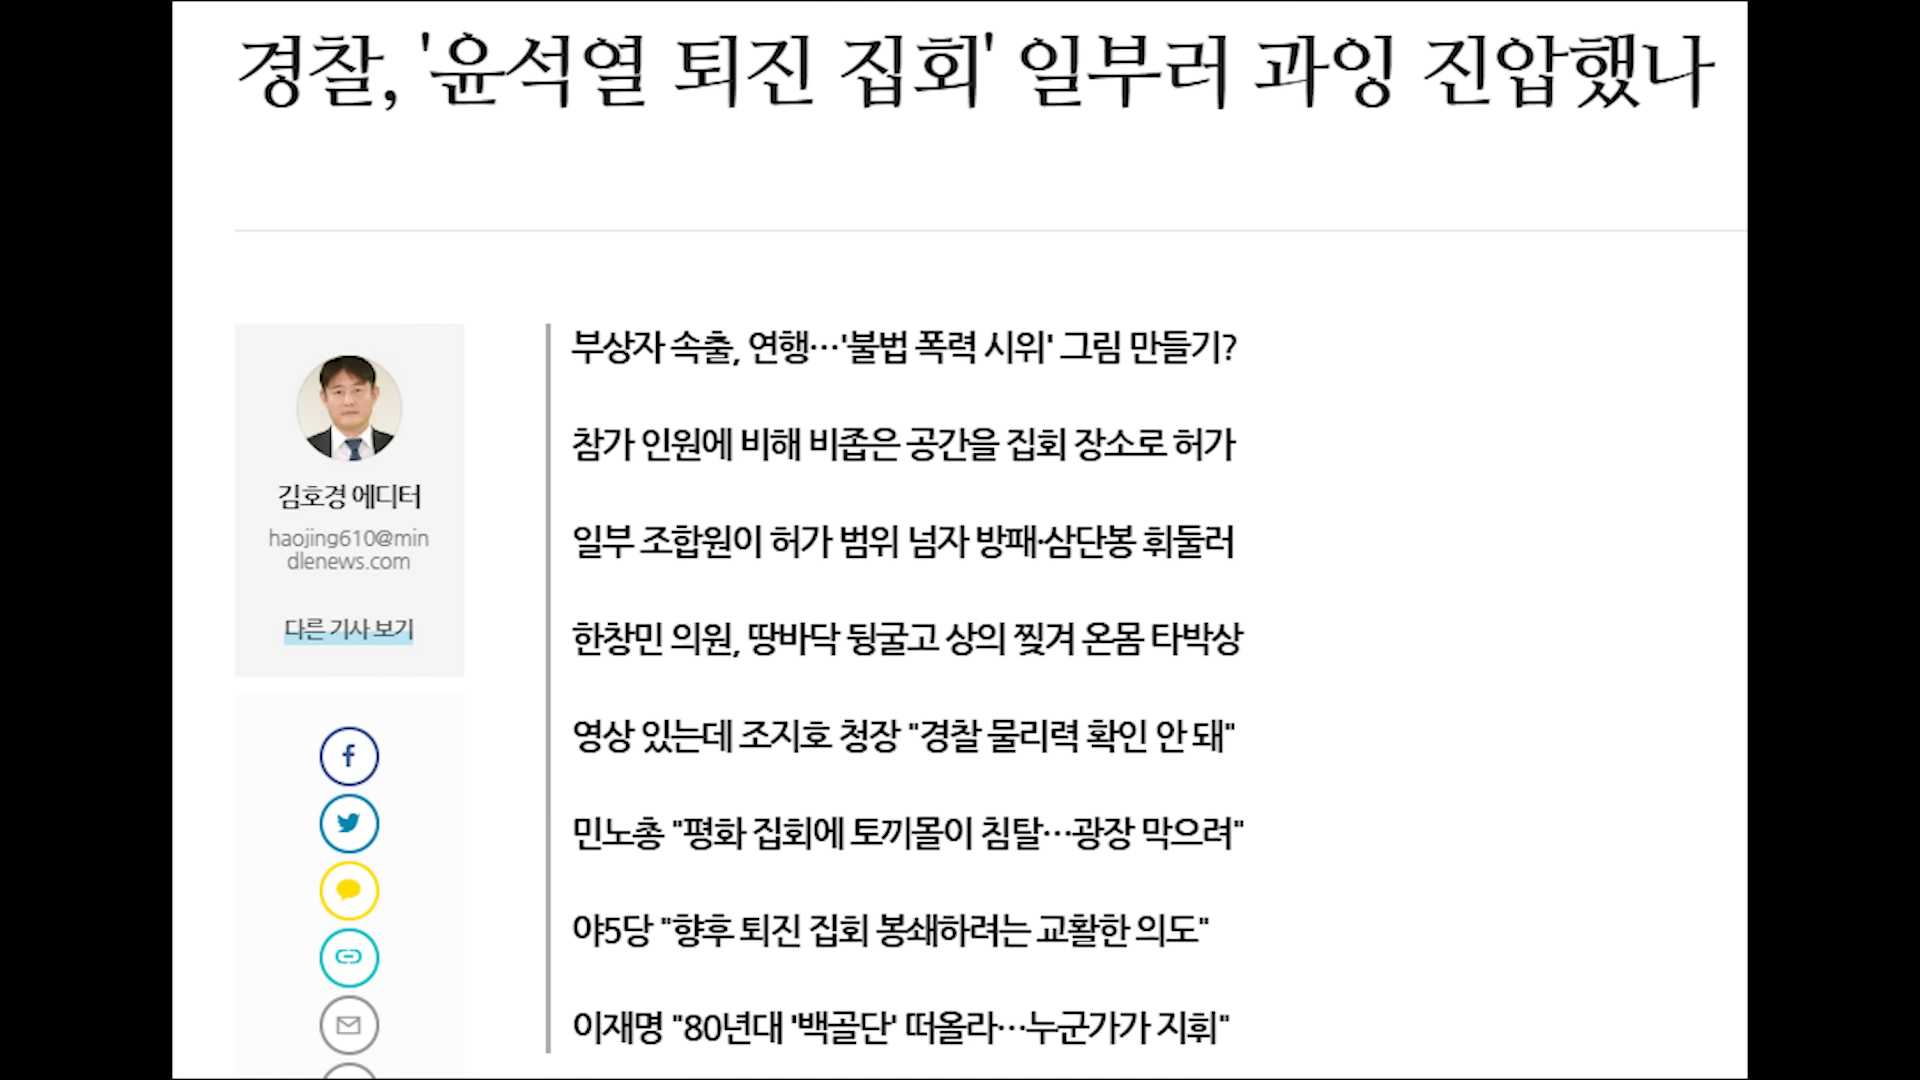 경찰, '윤석열 퇴진 집회' 일부러 과잉 진압했나
김호경 에디터
haojing610@min
dlenews.com
다른 기사 보기
부상자 속출, 연행…'불법 폭력 시위' 그림 만들기?
참가 인원에 비해 비좁은 공간을 집회 장소로 허가
일부 조합원이 허가 범위 넘자 방패·삼단봉 휘둘러
한창민 의원, 땅바닥 뒹굴고 상의 찢겨 온몸 타박상
영상 있는데 조지호 청장 "경찰 물리력 확인 안 돼"
민노총 "평화 집회에 토끼몰이 침탈…광장 막으려"
야5당 "향후 퇴진 집회 봉쇄하려는 교활한 의도"
이재명 "80년대 '백골단' 떠올라…누군가가 지휘"